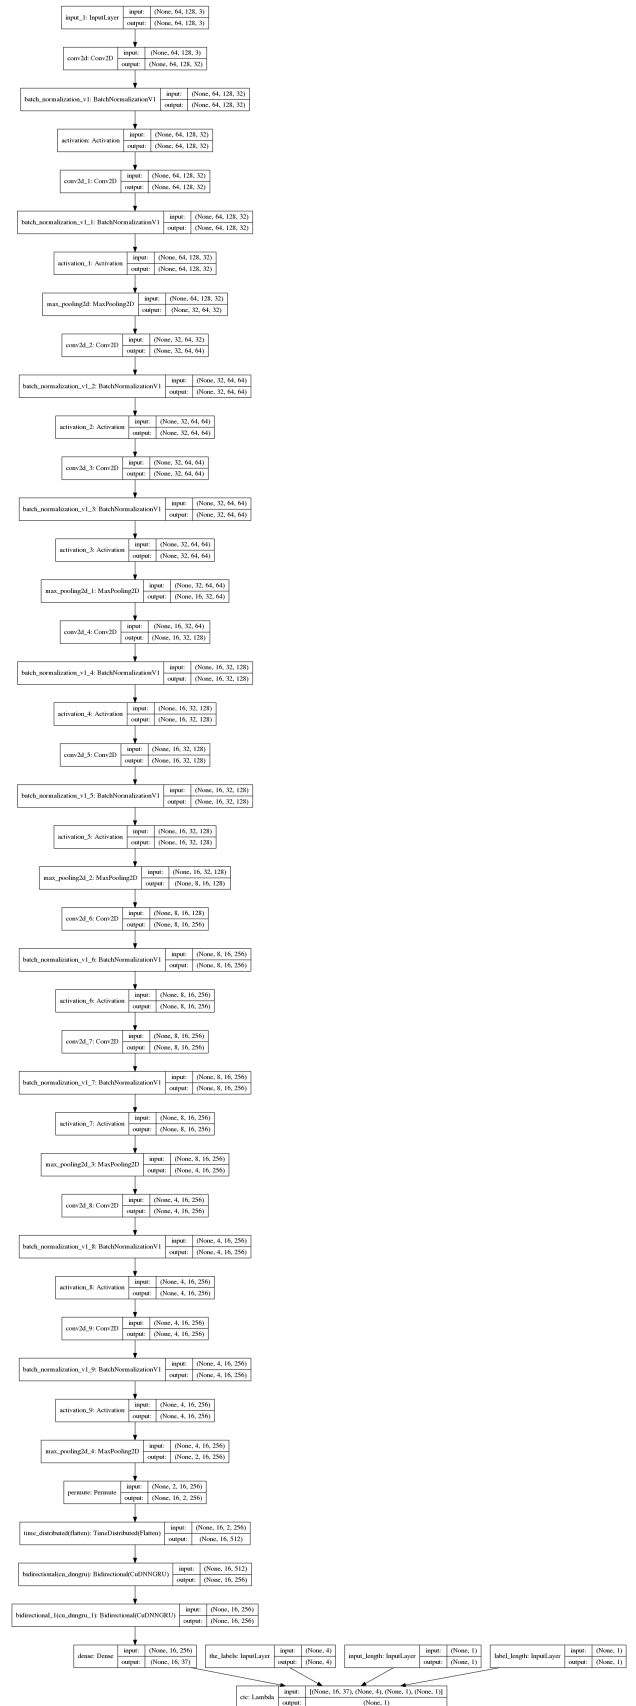 input_1: InputLayer input: (None, 64, 128, 3)
output: (None, 64, 128, 3)
conv2d: Conv2D input: (None, 64, 128, 3)
output: (None, 64, 128, 32)
batch_normalization_v1: BatchNormalizationV1 input: (None, 64, 128, 32)
output: (None, 64, 128, 32)
activation: Activation input: (None, 64, 128, 32)
output: (None, 64, 128, 32)
conv2d_1: Conv2D input: (None, 64, 128, 32)
output: (None, 64, 128, 32)
batch_normalization_v1_1: BatchNormalizationV1 input: (None, 64, 128, 32)
output: (None, 64, 128, 32)
activation_1: Activation input: (None, 64, 128, 32)
output: (None, 64, 128, 32)
max_pooling2d: MaxPooling2D input: (None, 64, 128, 32)
output: (None, 32, 64, 32)
conv2d_2: Conv2D input: (None, 32, 64, 32)
output: (None, 32, 64, 64)
batch_normalization_v1_2: BatchNormalizationV1 input: (None, 32, 64, 64)
output: (None, 32, 64, 64)
activation_2: Activation input: (None, 32, 64, 64)
output: (None, 32, 64, 64)
conv2d_3: Conv2D input: (None, 32, 64, 64)
output: (None, 32, 64, 64)
batch_normalization_v1_3: BatchNormalizationV1 input: (None, 32, 64, 64)
output: (None, 32, 64, 64)
activation_3: Activation input: (None, 32, 64, 64)
output: (None, 32, 64, 64)
max_pooling2d_1: MaxPooling2D input: (None, 32, 64, 64)
output: (None, 16, 32, 64)
conv2d_4: Conv2D input: (None, 16, 32, 64)
output: (None, 16, 32, 128)
batch_normalization_v1_4: BatchNormalizationV1 input: (None, 16, 32, 128)
output: (None, 16, 32, 128)
activation_4: Activation input: (None, 16, 32, 128)
output: (None, 16, 32, 128)
conv2d_5: Conv2D input: (None, 16, 32, 128)
output: (None, 16, 32, 128)
batch_normalization_v1_5: BatchNormalizationV1 input: (None, 16, 32, 128)
output: (None, 16, 32, 128)
activation_5: Activation input: (None, 16, 32, 128)
output: (None, 16, 32, 128)
max_pooling2d_2: MaxPooling2D input: (None, 16, 32, 128)
output: (None, 8, 16, 128)
conv2d_6: Conv2D input: (None, 8, 16, 128)
output: (None, 8, 16, 256)
batch_normalization_v1_6: BatchNormalizationV1 input: (None, 8, 16, 256)
output: (None, 8, 16, 256)
activation_6: Activation input: (None, 8, 16, 256)
output: (None, 8, 16, 256)
conv2d_7: Conv2D input: (None, 8, 16, 256)
output: (None, 8, 16, 256)
batch_normalization_v1_7: BatchNormalizationV1 input: (None, 8, 16, 256)
output: (None, 8, 16, 256)
activation_7: Activation input: (None, 8, 16, 256)
output: (None, 8, 16, 256)
max_pooling2d_3: MaxPooling2D input: (None, 8, 16, 256)
output: (None, 4, 16, 256)
conv2d_8: Conv2D input: (None, 4, 16, 256)
output: (None, 4, 16, 256)
batch_normalization_v1_8: BatchNormalizationV1 input: (None, 4, 16, 256)
output: (None, 4, 16, 256)
activation_8: Activation input: (None, 4, 16, 256)
output: (None, 4, 16, 256)
conv2d_9: Conv2D input: (None, 4, 16, 256)
output: (None, 4, 16, 256)
batch_normalization_v1_9: BatchNormalizationV1 input: (None, 4, 16, 256)
output: (None, 4, 16, 256)
activation_9: Activation input: (None, 4, 16, 256)
output: (None, 4, 16, 256)
max_pooling2d_4: MaxPooling2D input: (None, 4, 16, 256)
output: (None, 2, 16, 256)
permute: Permute input: (None, 2, 16, 256)
output: (None, 16, 2, 256)
time_distributed(flatten): TimeDistributed(Flatten) input: (None, 16, 2, 256)
output: (None, 16, 512)
bidirectional(cu_dnngru): Bidirectional(CuDNNGRU) input: (None, 16, 512)
output: (None, 16, 256)
bidirectional_1(cu_dnngru_1): Bidirectional(CuDNNGRU) input: (None, 16, 256)
output: (None, 16, 256)
dense: Dense input: (None, 16, 256)
output: (None, 16, 37)
the_labels: InputLayer input: (None, 4)
output: (None, 4)
input_length: InputLayer input: (None, 1)
output: (None, 1)
label_length: InputLayer input: (None, 1)
output: (None, 1)
ctc: Lambda input: [(None, 16, 37), (None, 4), (None, 1), (None, 1)]
output: (None, 1)